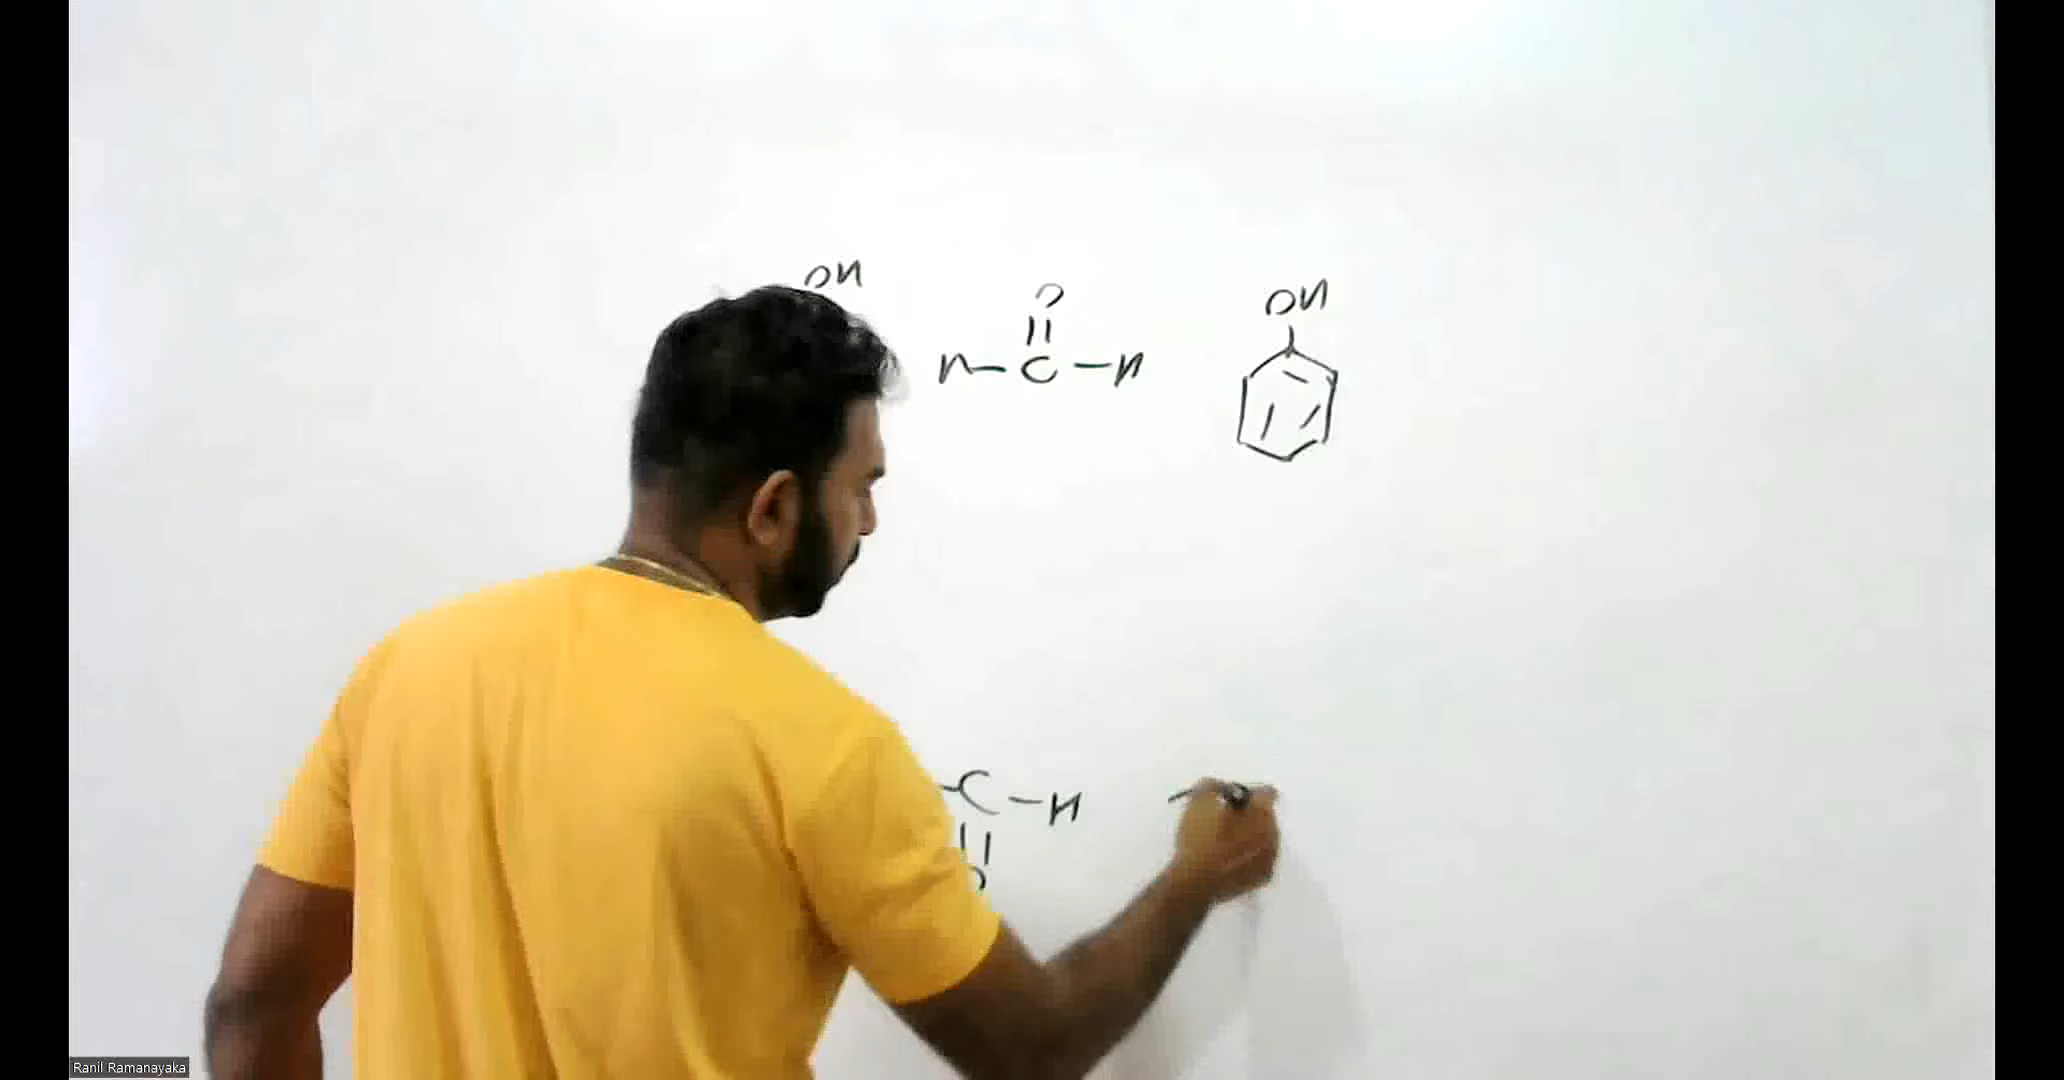 OH
O
H-C-H
OH
-C-H
O
Ranil Ramanayaka